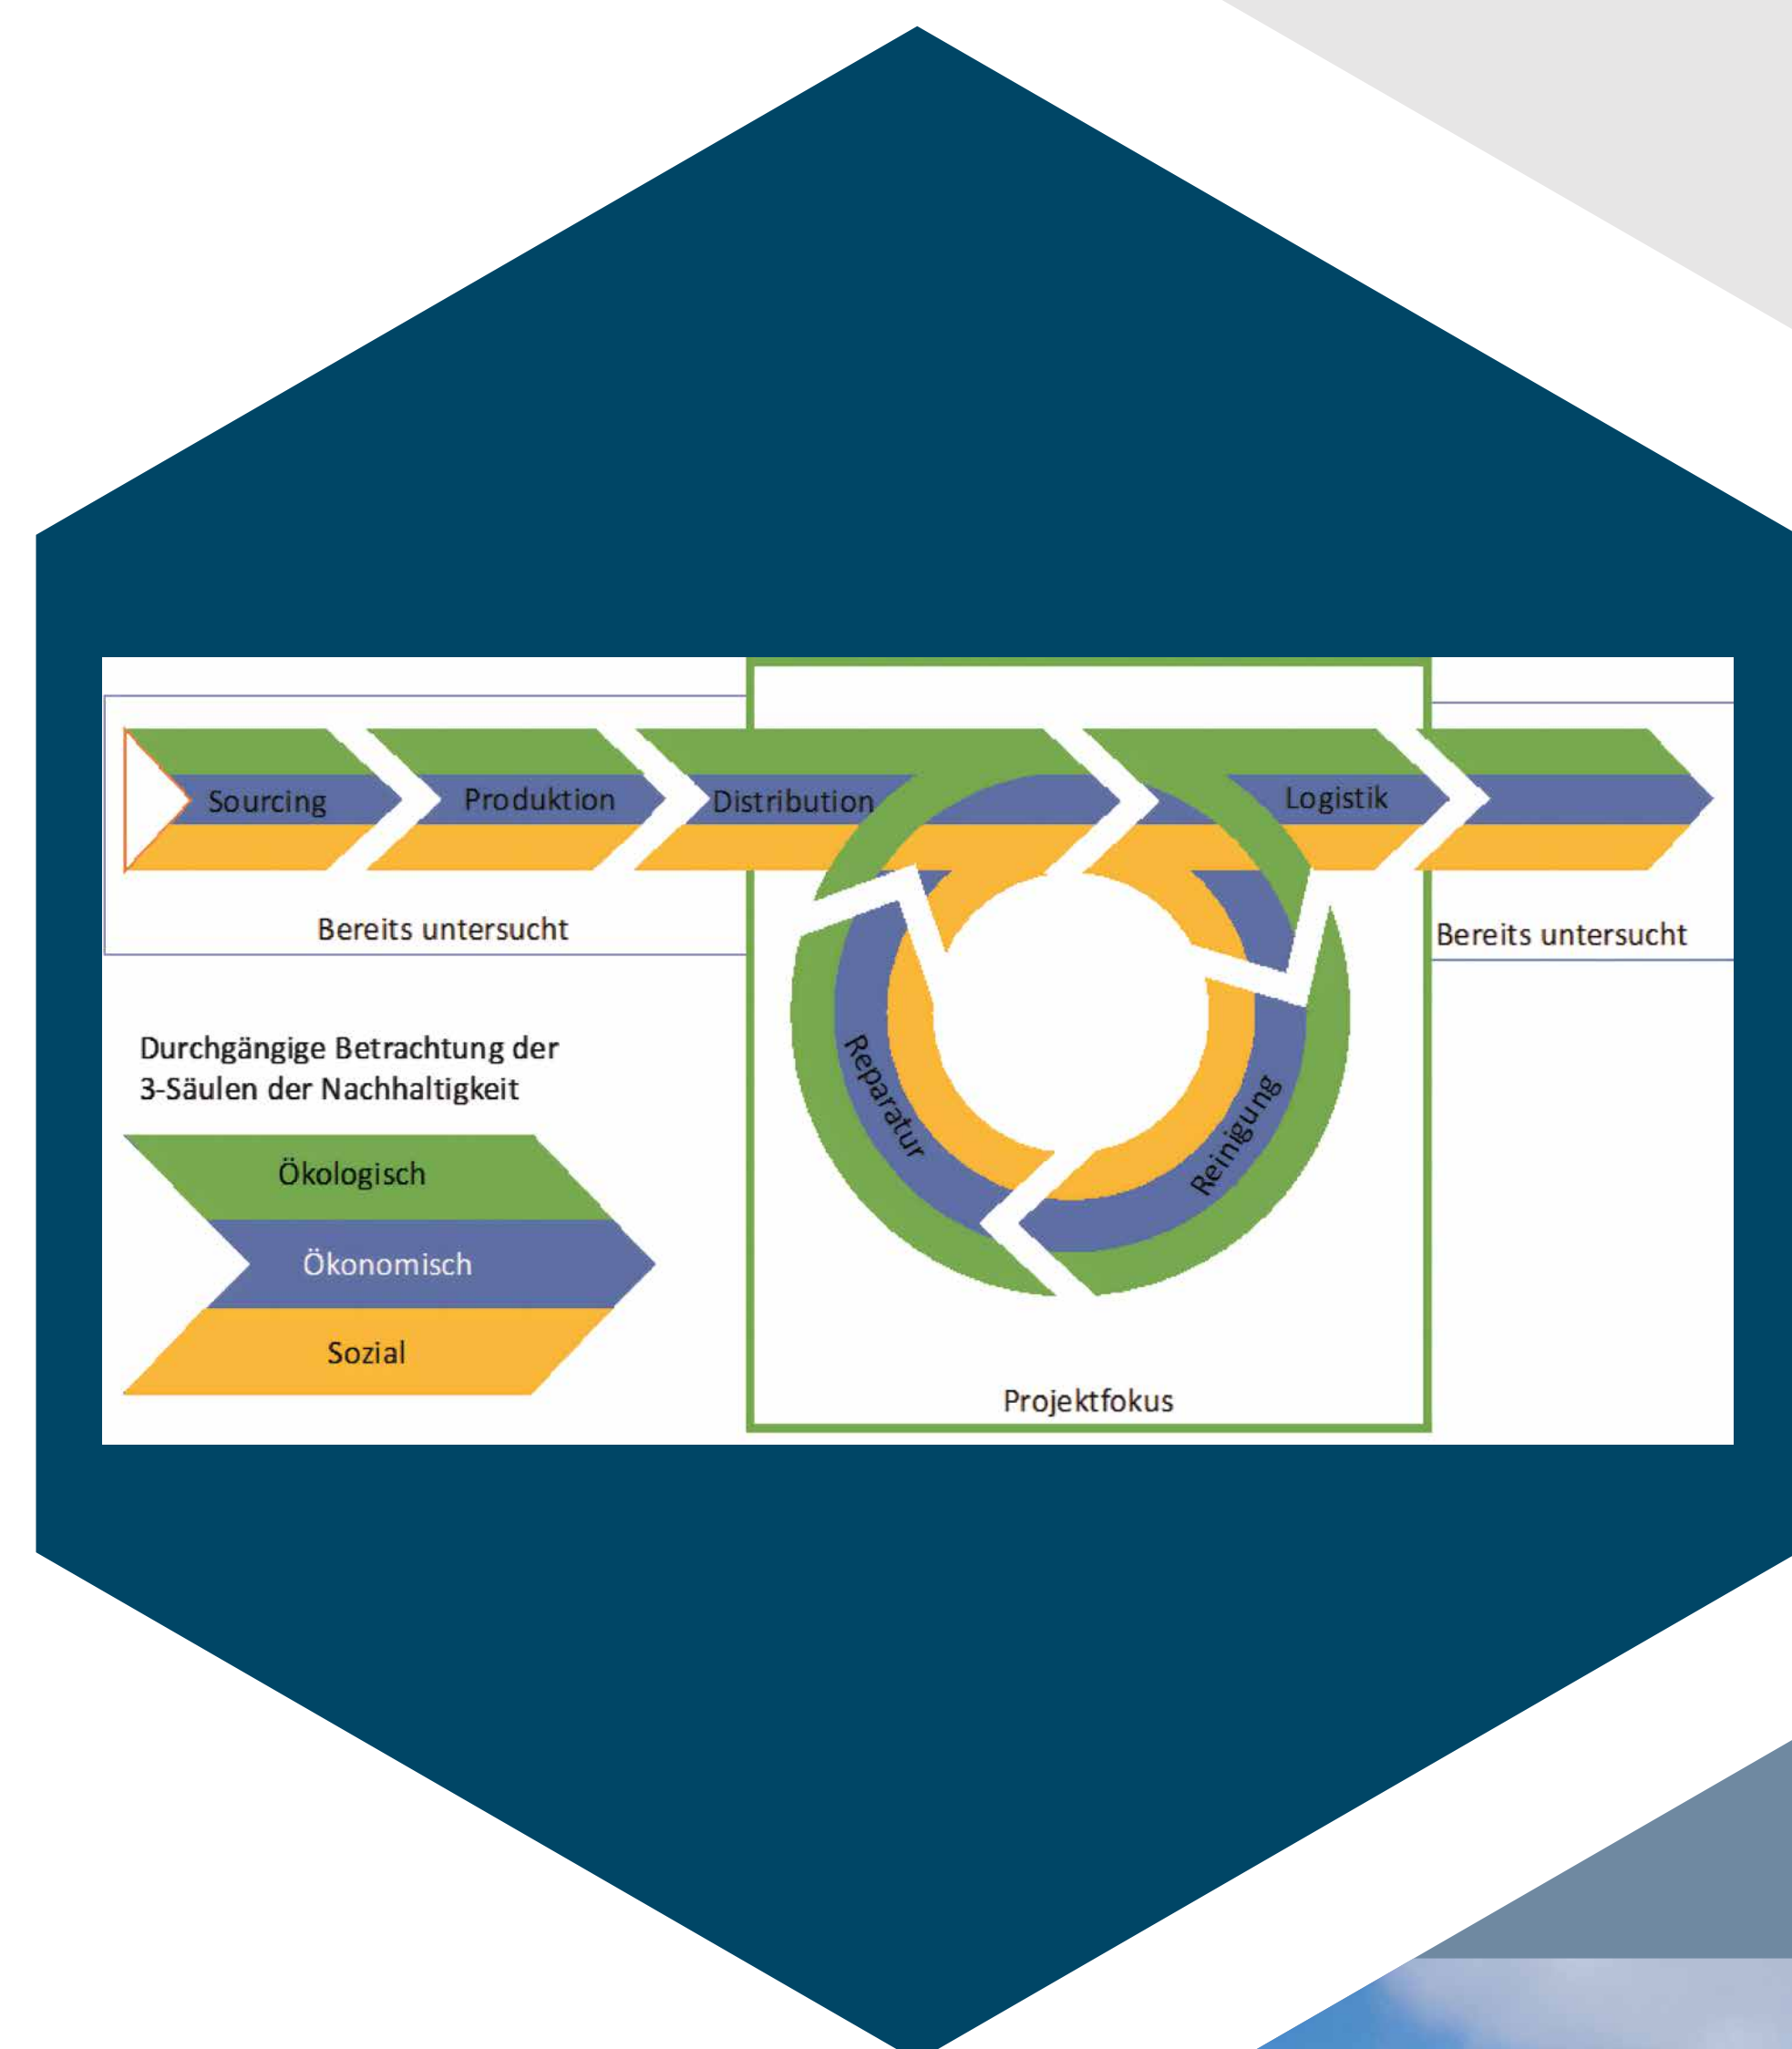 Sourcing
Produktion
Distribution
Logistik
Bereits untersucht
Bereits untersucht
Durchgängige Betrachtung der
3-Säulen der Nachhaltigkeit
Reparatur
Reinigung
Ökologisch
Ökonomisch
Sozial
Projektfokus